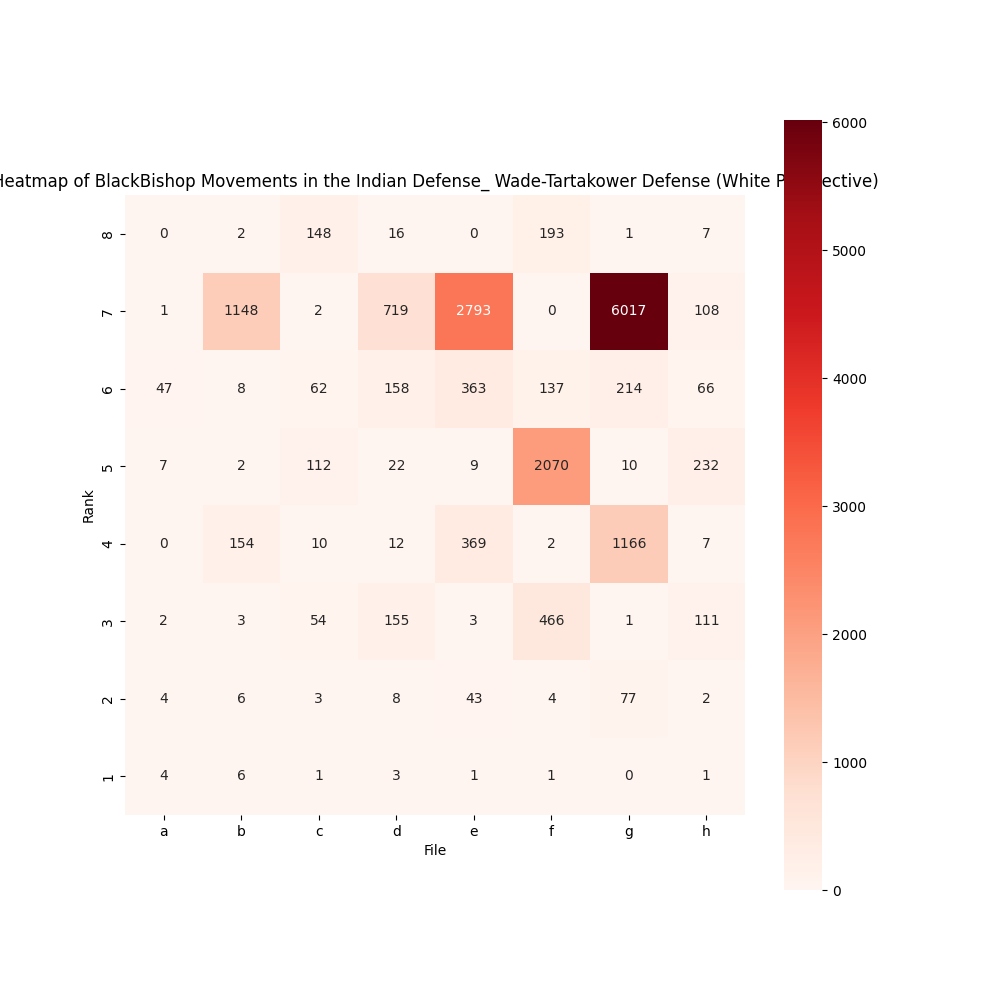 Heatmap of BlackBishop Movements in the Indian Defense_ Wade-Tartakower Defense (White P ective)
6000
8 0 2 148 16 0 193 1 7
5000
7 1 1148 2 719 2793 0 6017 108
4000
6 47 8 62 158 363 137 214 66
5 7 2 112 22 9 2070 10 232
3000
Rank
4 0 154 10 12 369 2 1166 7
3 2 3 54 155 3 466 1 111
2000
2 4 6 3 8 43 4 77 2
1000
1 4 6 1 3 1 1 0 1
a b c d e f g h
File
0